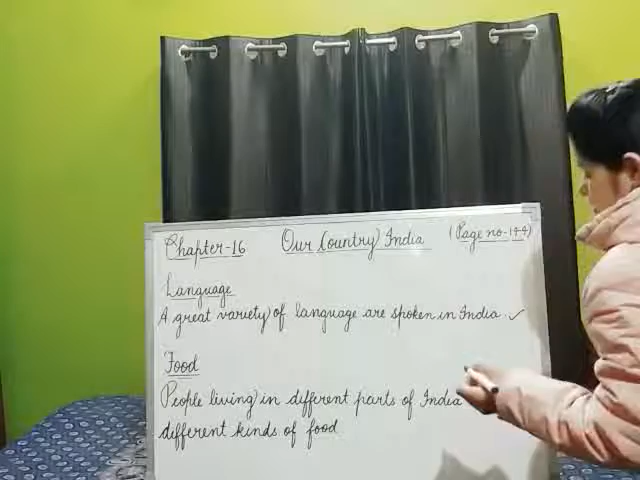 Chapter-16 Our Country India (Page no-144)
Language
A great variety of language are spoken in India.
Food
People living in different parts of India
different kinds of food